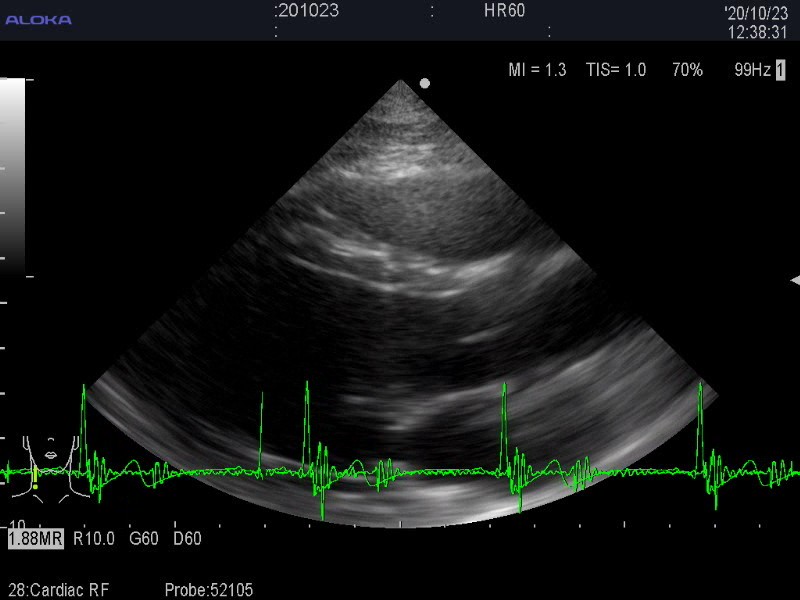 ALOKA
:201023 : HR60 '20/10/23
: : 12:38:31
MI = 1.3 TIS= 1.0 70% 99Hz 1
10
1.88MR R10.0 G60 D60
28:Cardiac RF Probe:52105